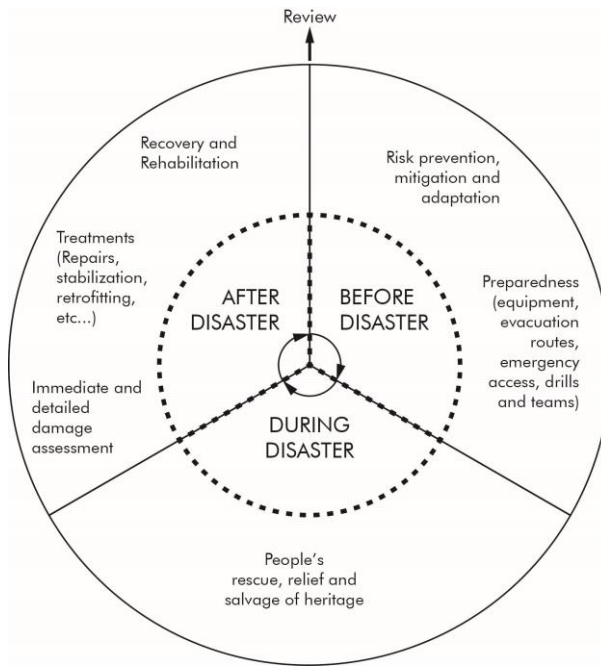 Review
Recovery and
Rehabilitation
Risk prevention,
mitigation and
adaptation
Treatments
(Repairs,
stabilization,
retrofitting,
etc...)
AFTER
DISASTER
BEFORE
DISASTER
Preparedness
(equipment,
evacuation
routes,
emergency
access, drills
and teams)
Immediate and
detailed
damage
assessment
DURING
DISASTER
People's
rescue, relief and
salvage of heritage